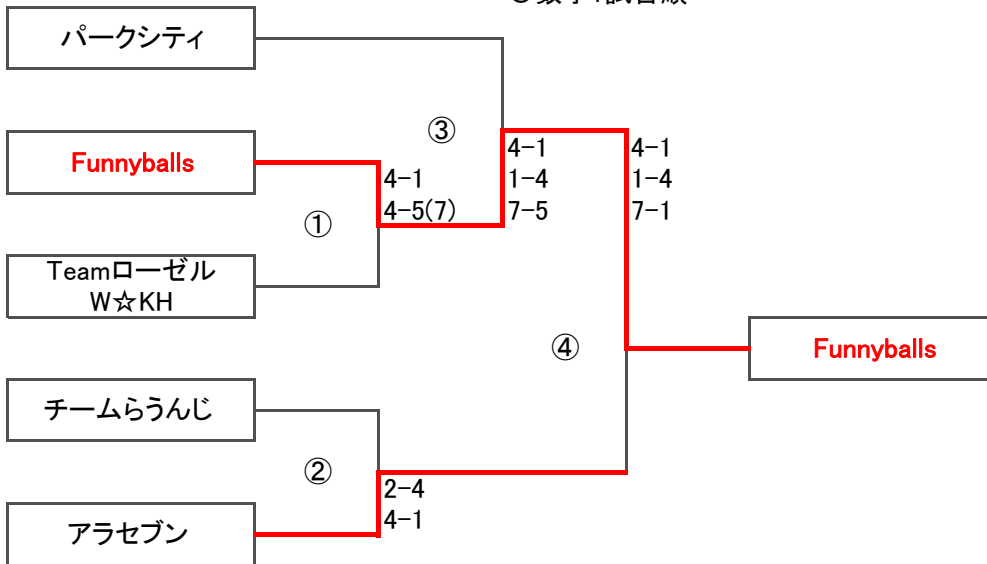 パークシティ
③
4-1
1-4
7-5
4-1
1-4
7-1
Funnyballs
4-1
4-5(7)
①
Teamローゼル
W☆KH
④
Funnyballs
チームらうんじ
②
2-4
4-1
アラセブン